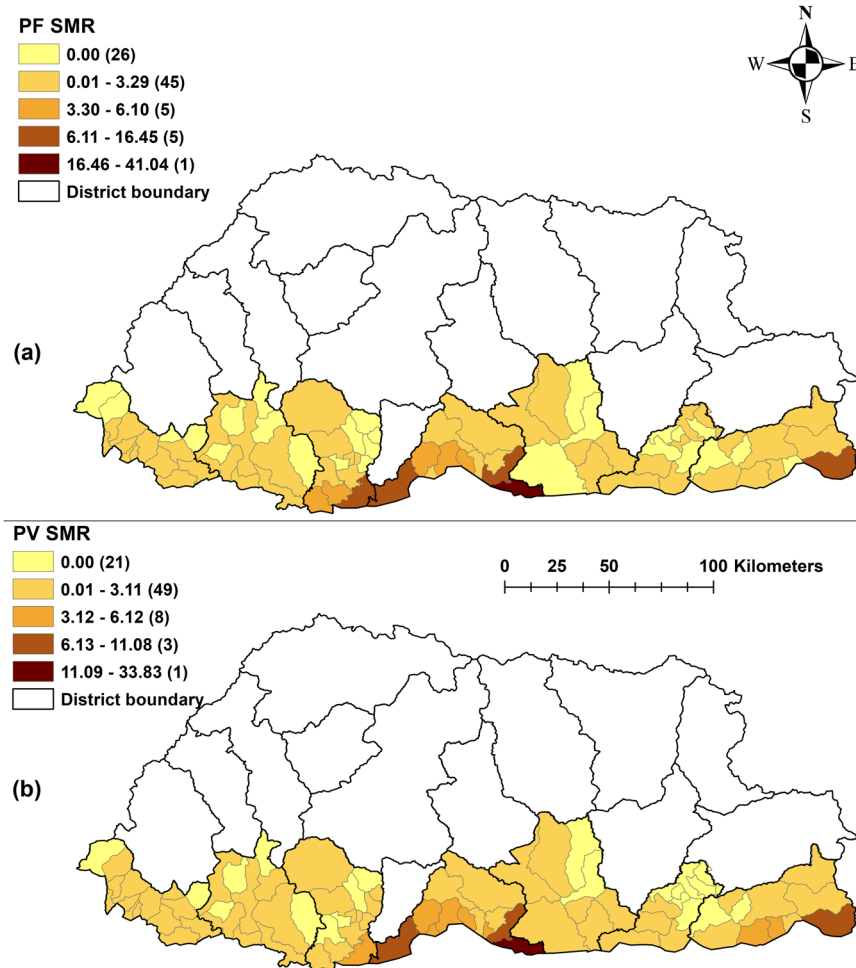 PF SMR
0.00 (26)
0.01 - 3.29 (45)
3.30 - 6.10 (5)
6.11 - 16.45 (5)
16.46 - 41.04 (1)
District boundary
N
W E
S
(a)
PV SMR
0.00 (21)
0.01 - 3.11 (49)
3.12 - 6.12 (8)
6.13 - 11.08 (3)
11.09 - 33.83 (1)
District boundary
0 25 50 100 Kilometers
(b)